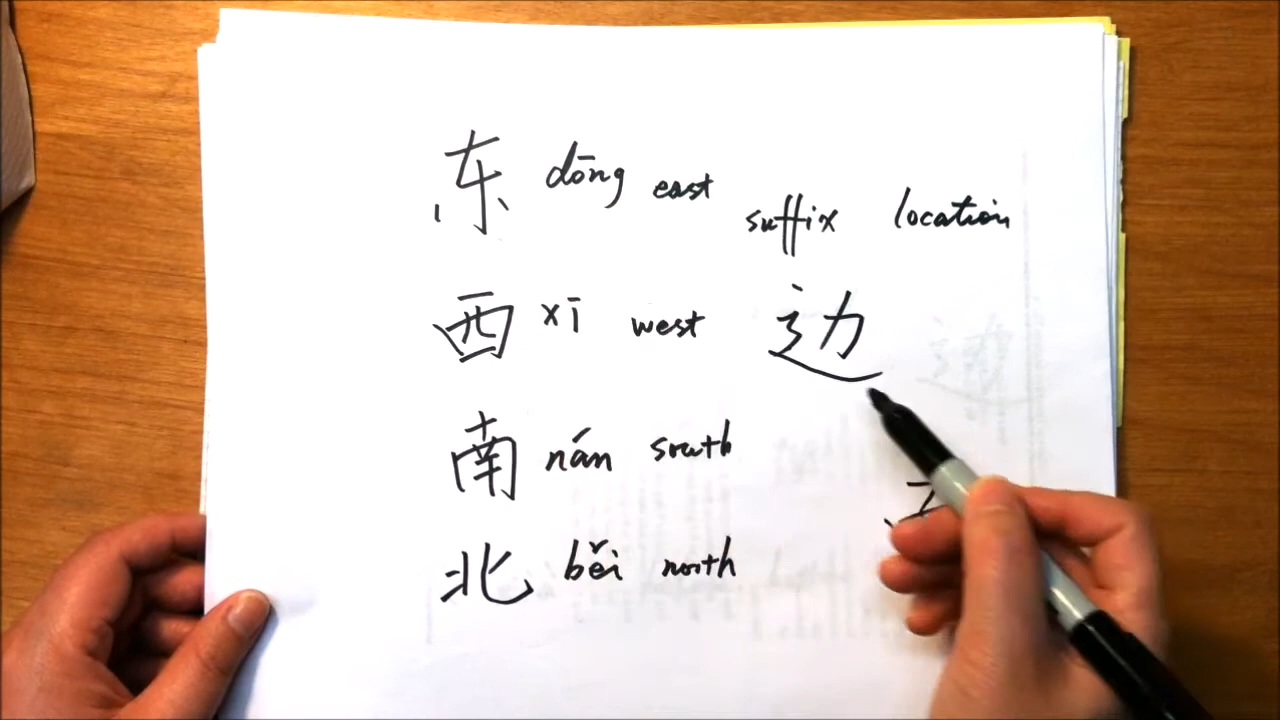 东 dōng east
suffix location
西 xī west 边
南 nán south
北 běi north